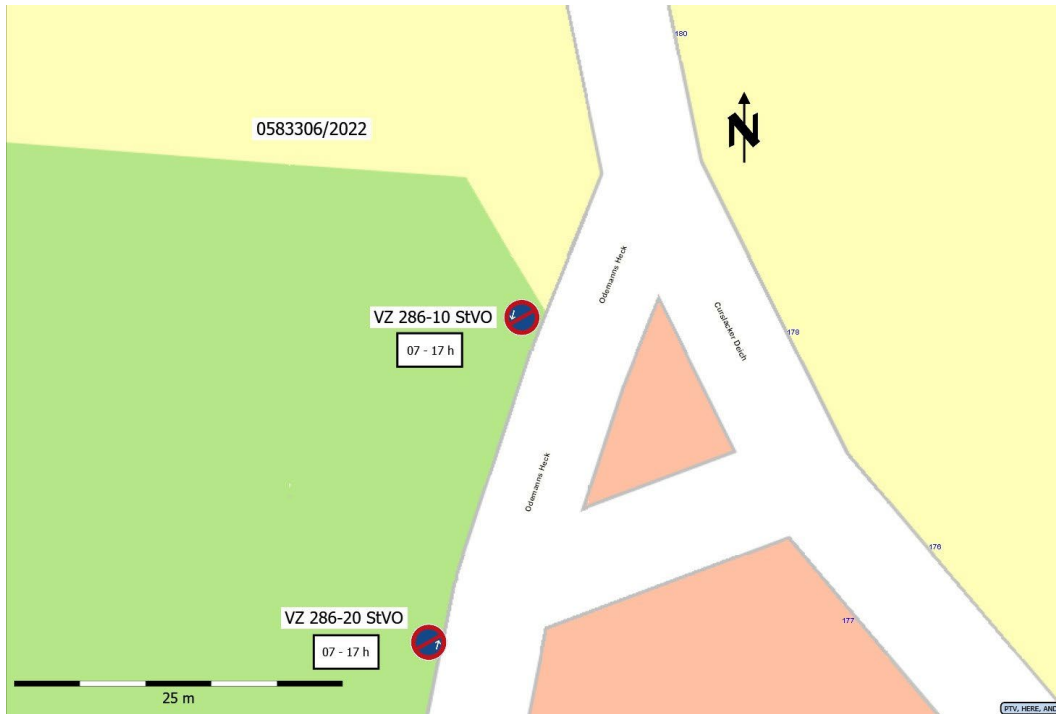 180
0583306/2022
N
Odemanns Heck
VZ 286-10 StVO
07 - 17 h
Curslacker Deich
178
Odemanns Heck
176
VZ 286-20 StVO
07 - 17 h
177
25 m
PTV, HERE, AND